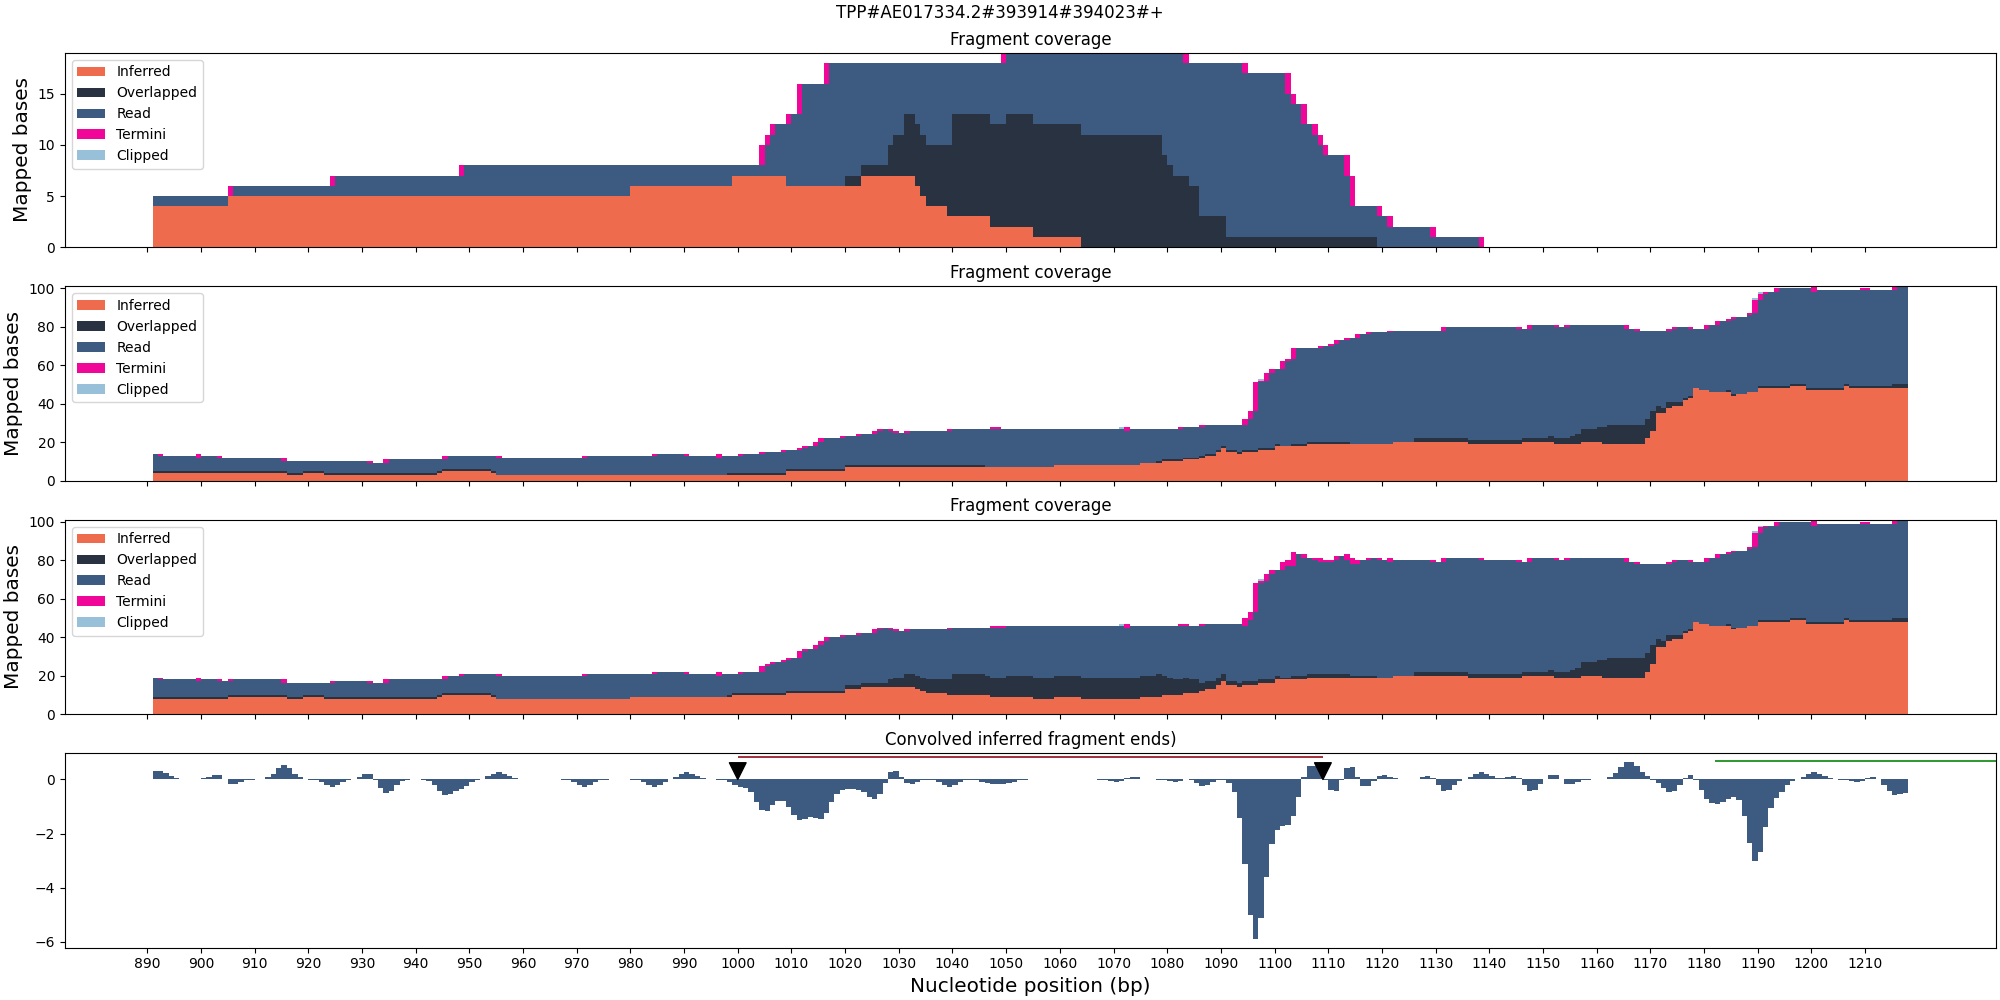 TPP#AE017334.2#393914#394023#+
Fragment coverage
Mapped bases
15
10
5
0
Inferred
Overlapped
Read
Termini
Clipped
Fragment coverage
Mapped bases
100
80
60
40
20
0
Inferred
Overlapped
Read
Termini
Clipped
Fragment coverage
Mapped bases
100
80
60
40
20
0
Inferred
Overlapped
Read
Termini
Clipped
Convolved inferred fragment ends)
0
−2
−4
−6
890 900 910 920 930 940 950 960 970 980 990 1000 1010 1020 1030 1040 1050 1060 1070 1080 1090 1100 1110 1120 1130 1140 1150 1160 1170 1180 1190 1200 1210
Nucleotide position (bp)